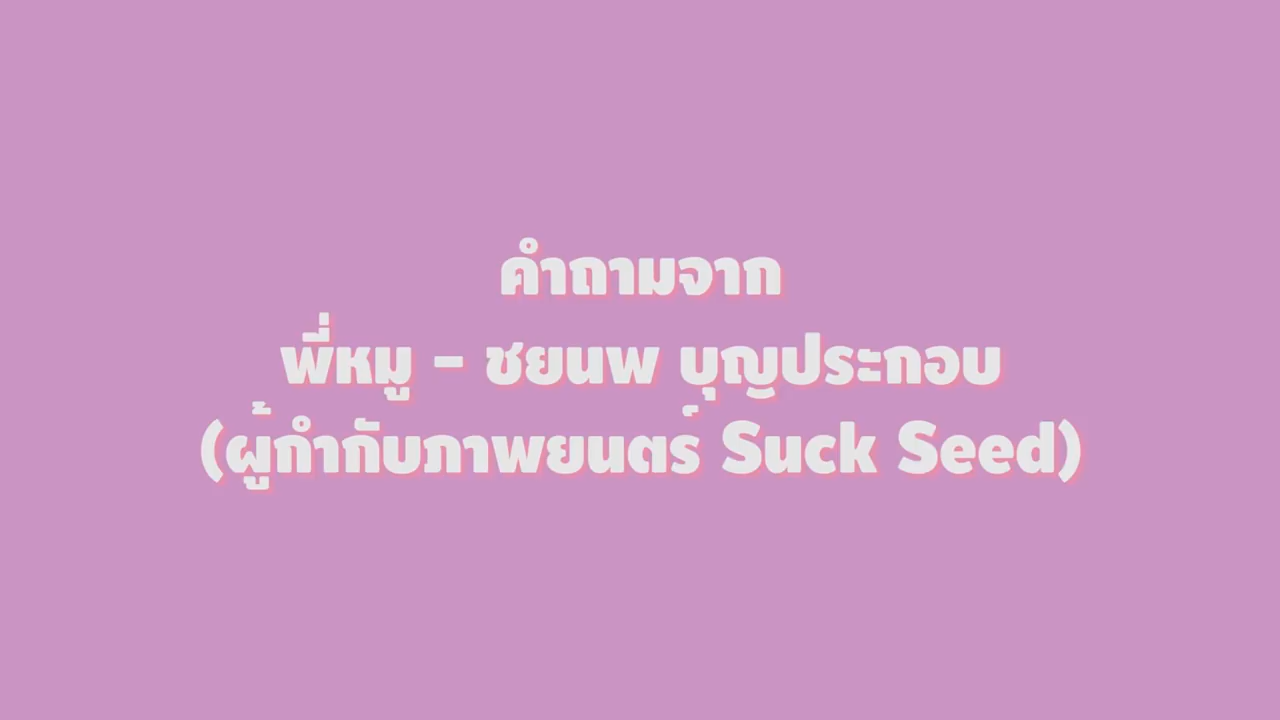 คำถามจาก
พี่หมู - ชยนพ บุญประกอบ
(ผู้กำกับภาพยนตร์ Suck Seed)